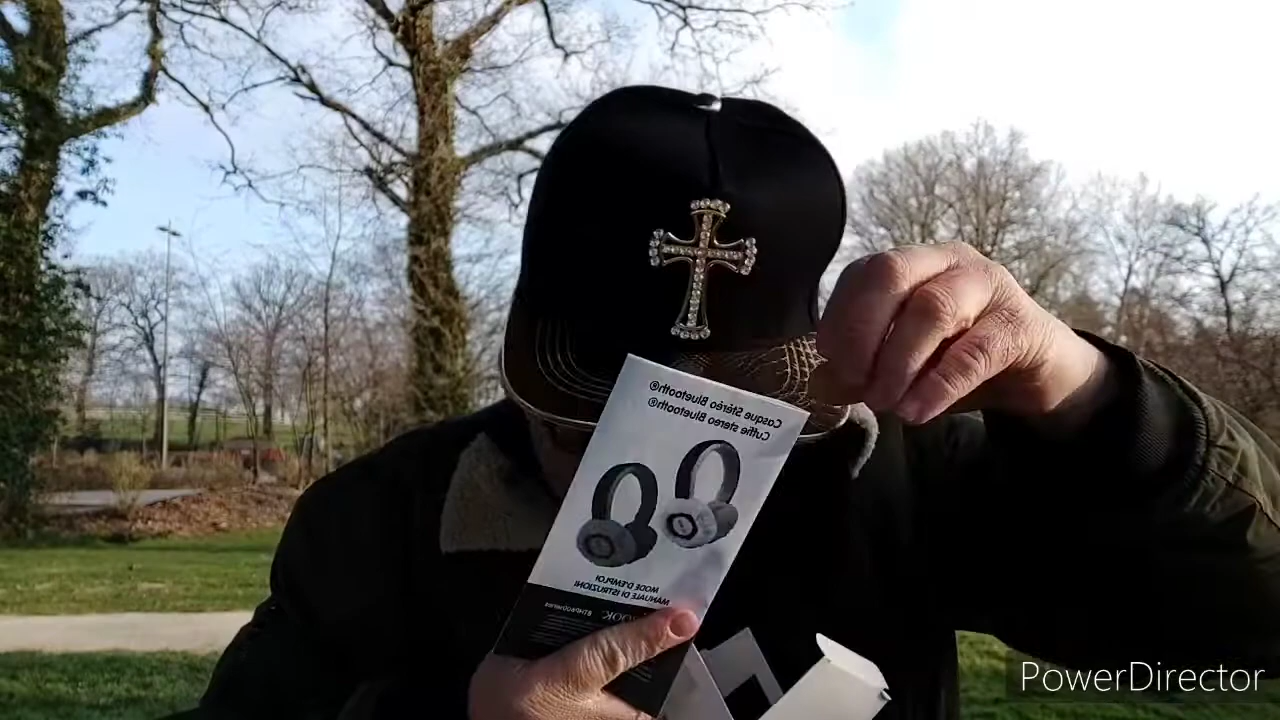 Casque Stéréo Bluetooth®
Cuffie stereo Bluetooth®
MODE D'EMPLOI
MANUALE DI ISTRUZIONI
PowerDirector